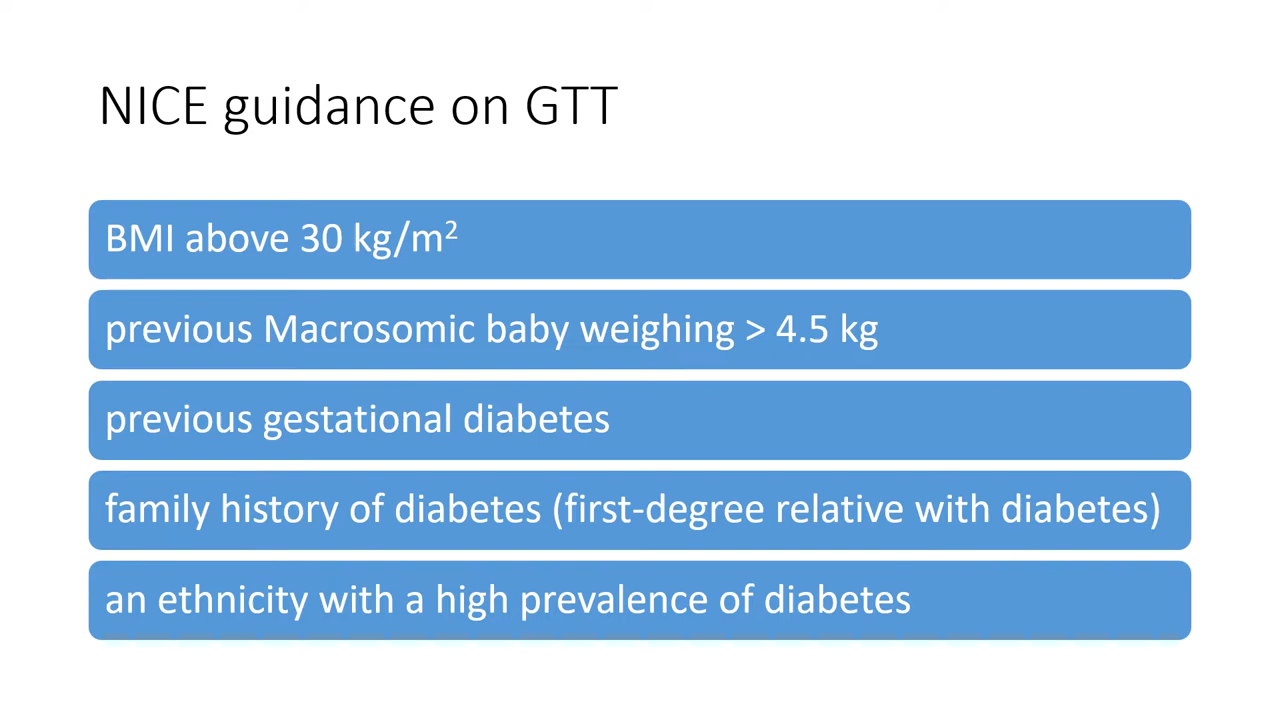 NICE guidance on GTT
BMI above 30 kg/m²
previous Macrosomic baby weighing > 4.5 kg
previous gestational diabetes
family history of diabetes (first-degree relative with diabetes)
an ethnicity with a high prevalence of diabetes